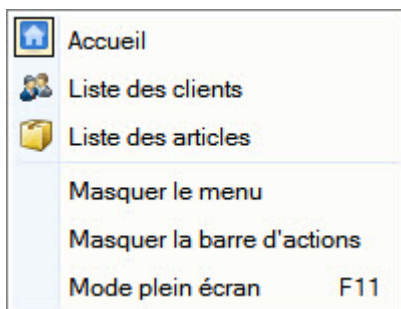 Accueil
Liste des clients
Liste des articles
Masquer le menu
Masquer la barre d'actions
Mode plein écran F11